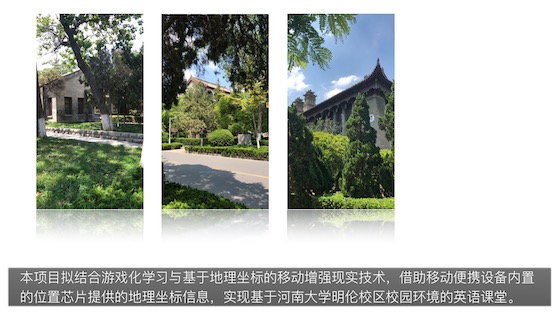 本项目拟结合游戏化学习与基于地理坐标的移动增强现实技术，借助移动便携设备内置
的位置芯片提供的地理坐标信息，实现基于河南大学明伦校区校园环境的英语课堂。